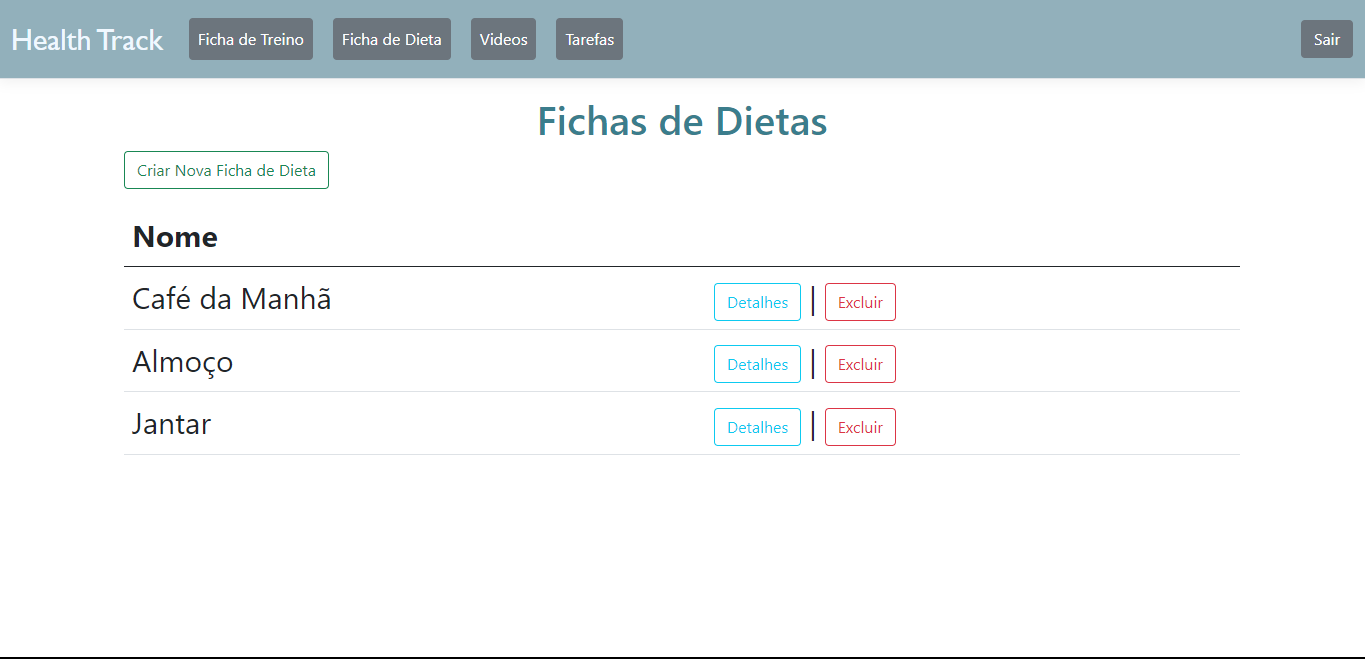 Health Track Ficha de Treino Ficha de Dieta Videos Tarefas Sair
Fichas de Dietas
Criar Nova Ficha de Dieta
Nome
Café da Manhã Detalhes | Excluir
Almoço Detalhes | Excluir
Jantar Detalhes | Excluir